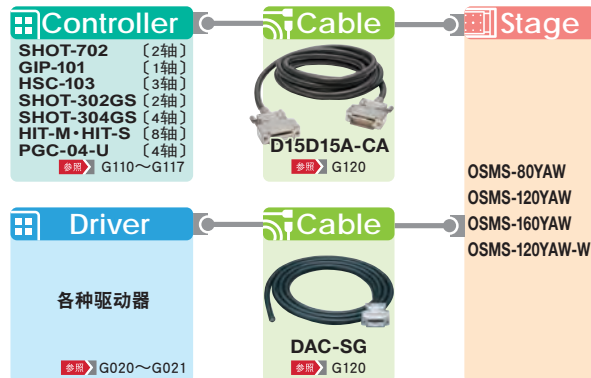 Controller
SHOT-702 〔2轴〕
GIP-101 〔1轴〕
HSC-103 〔3轴〕
SHOT-302GS 〔2轴〕
SHOT-304GS 〔4轴〕
HIT-M・HIT-S 〔8轴〕
PGC-04-U 〔4轴〕
参照 G110～G117
Cable
D15D15A-CA
参照 G120
Stage
OSMS-80YAW
OSMS-120YAW
OSMS-160YAW
OSMS-120YAW-W
Driver
各种驱动器
参照 G020～G021
Cable
DAC-SG
参照 G120